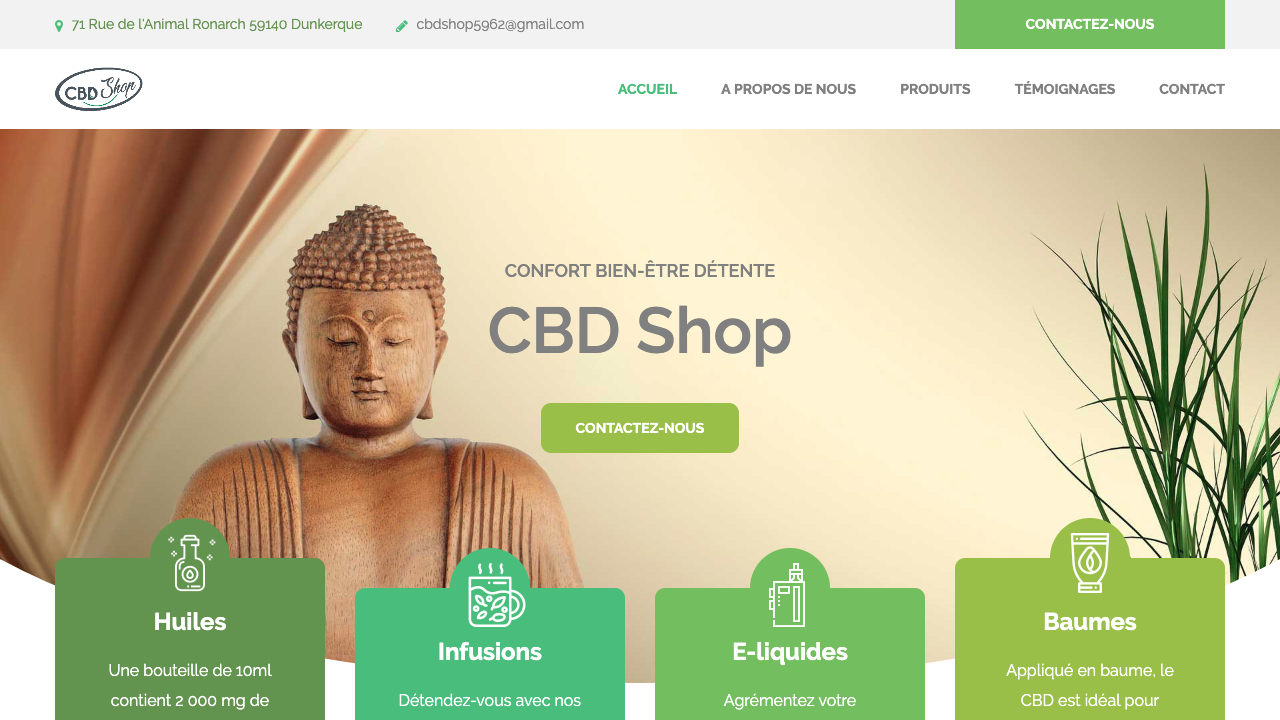 71 Rue de l'Animal Ronarch 59140 Dunkerque
cbdshop5962@gmail.com
CONTACTEZ-NOUS
CBD Shop
ACCUEIL
A PROPOS DE NOUS
PRODUITS
TÉMOIGNAGES
CONTACT
CONFORT BIEN-ÊTRE DÉTENTE
CBD Shop
CONTACTEZ-NOUS
Huiles
Une bouteille de 10ml
contient 2 000 mg de
Infusions
Détendez-vous avec nos
E-liquides
Agrémentez votre
Baumes
Appliqué en baume, le
CBD est idéal pour